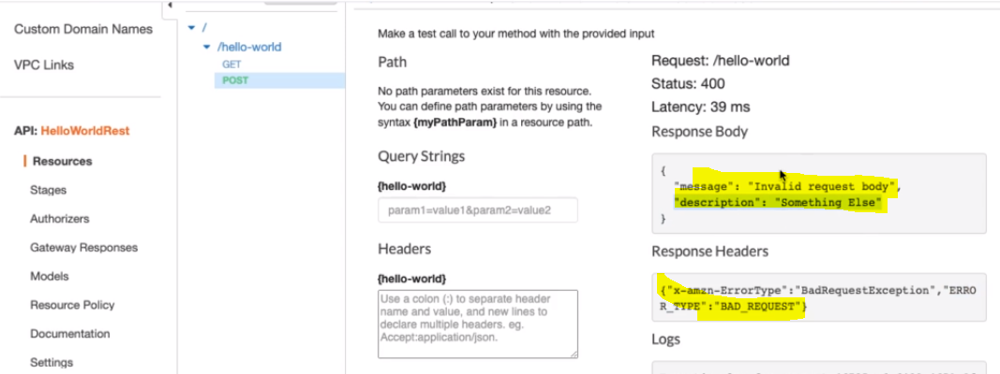 Custom Domain Names
VPC Links
API: HelloWorldRest
Resources
Stages
Authorizers
Gateway Responses
Models
Resource Policy
Documentation
Settings
/
/hello-world
GET
POST
Make a test call to your method with the provided input
Path
No path parameters exist for this resource.
You can define path parameters by using the
syntax {myPathParam} in a resource path.
Query Strings
{hello-world}
param1=value1&param2=value2
Headers
{hello-world}
Use a colon (:) to separate header
name and value, and new lines to
declare multiple headers. eg.
Accept:application/json.
Request: /hello-world
Status: 400
Latency: 39 ms
Response Body
{
"message": "Invalid request body",
"description": "Something Else"
}
Response Headers
{"x-amzn-ErrorType":"BadRequestException","ERRO
R_TYPE":"BAD_REQUEST"}
Logs